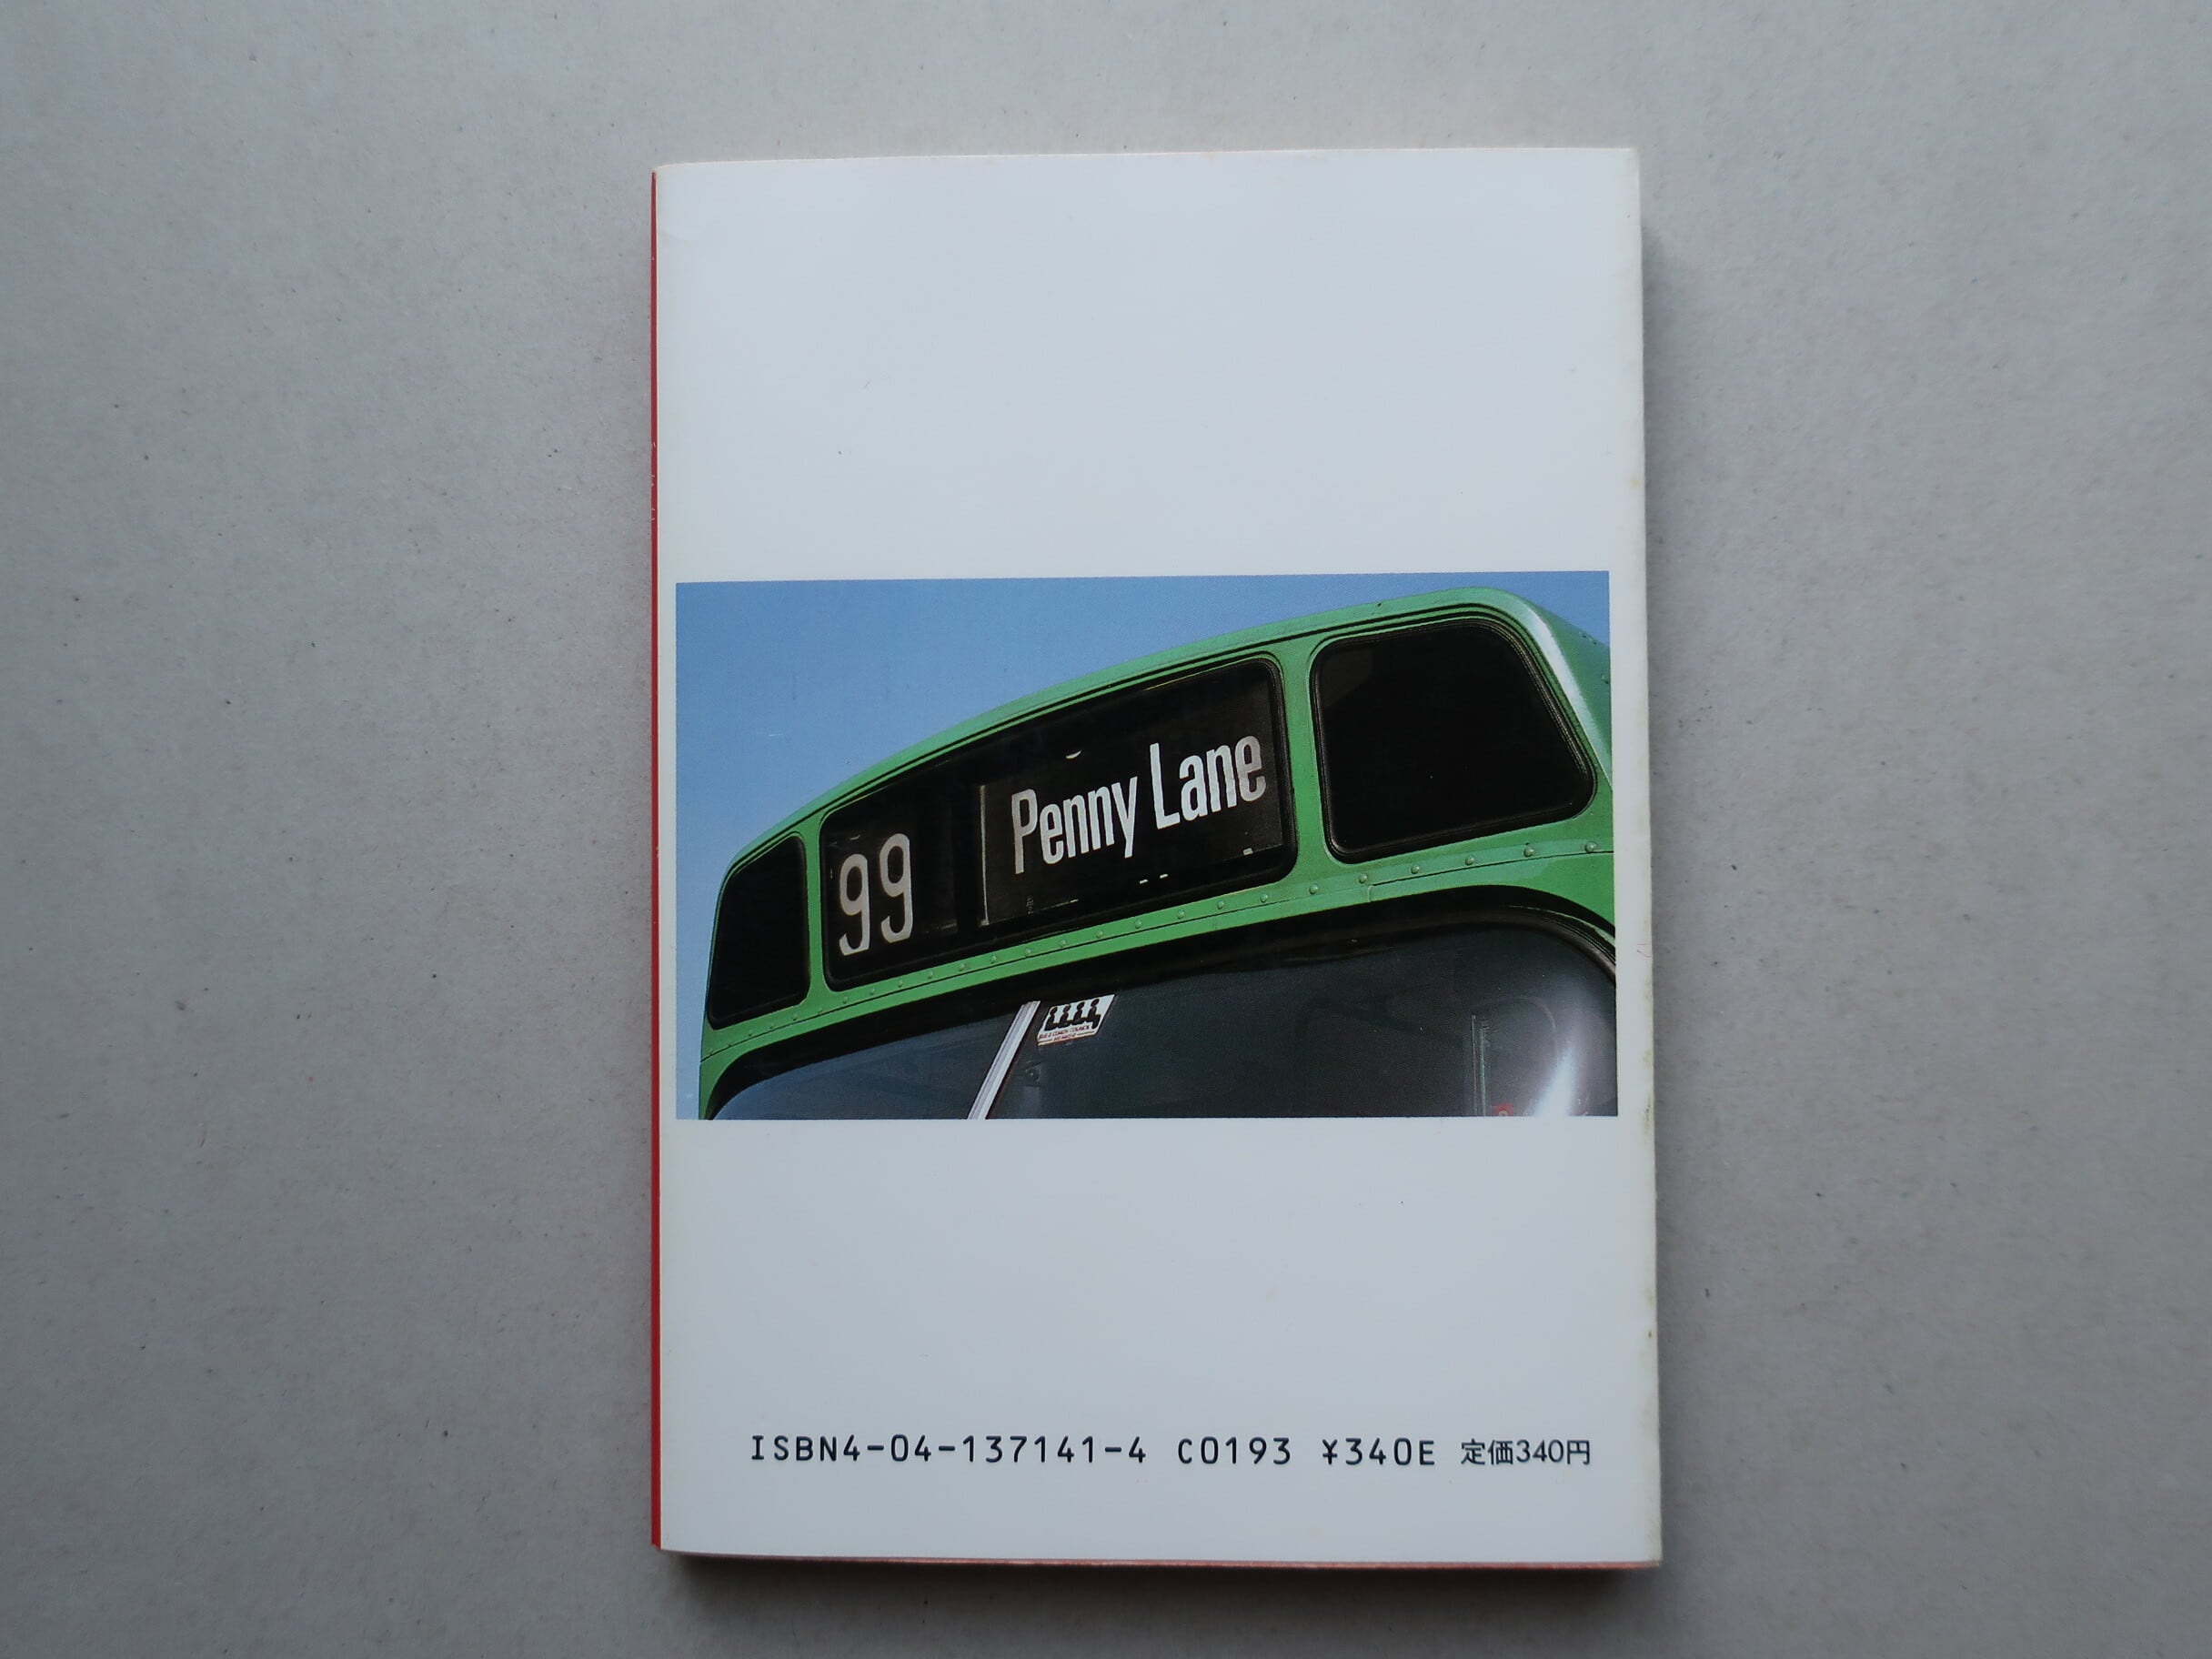 99
Penny Lane
ISBN4-04-137141-4 C0193 ¥340E 定価340円